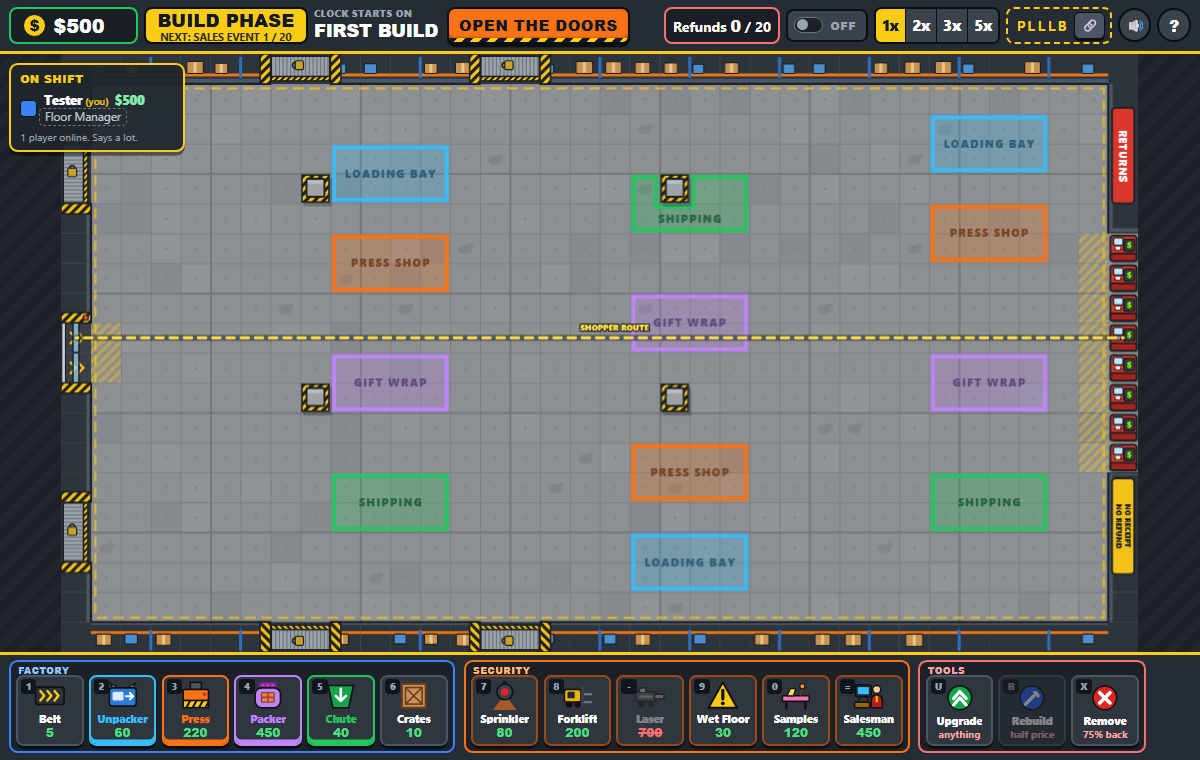 $ $500
BUILD PHASE
NEXT: SALES EVENT 1 / 20
CLOCK STARTS ON
FIRST BUILD
OPEN THE DOORS
Refunds 0 / 20
OFF
1x 2x 3x 5x
PLLLB
?
ON SHIFT
Tester (you) $500
Floor Manager
1 player online. Says a lot.
LOADING BAY
LOADING BAY
RETURNS
SHIPPING
PRESS SHOP
PRESS SHOP
SHOPPER ROUTE
GIFT WRAP
GIFT WRAP
GIFT WRAP
PRESS SHOP
SHIPPING
SHIPPING
NO RECEIPT
NO REFUND
LOADING BAY
FACTORY
1 Belt 5
2 Unpacker 60
3 Press 220
4 Packer 450
5 Chute 40
6 Crates 10
SECURITY
7 Sprinkler 80
8 Forklift 200
- Laser 700
9 Wet Floor 30
0 Samples 120
= Salesman 450
TOOLS
U Upgrade anything
B Rebuild half price
X Remove 75% back